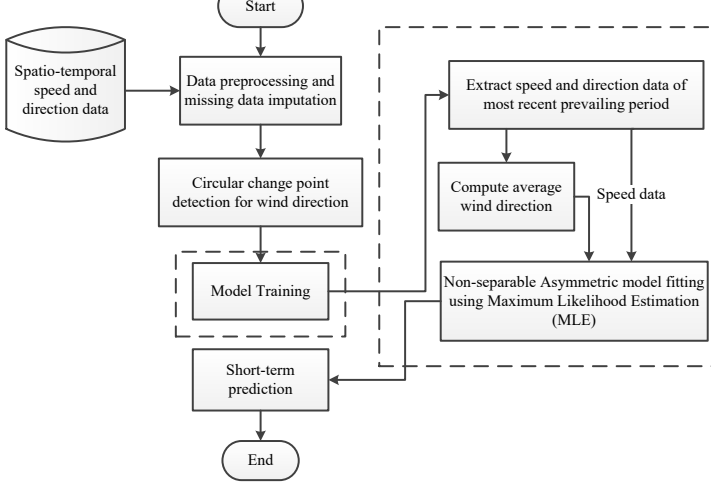 Start
Spatio-temporal
speed and
direction data
Data preprocessing and
missing data imputation
Circular change point
detection for wind direction
Model Training
Extract speed and direction data of
most recent prevailing period
Compute average
wind direction
Speed data
Non-separable Asymmetric model fitting
using Maximum Likelihood Estimation
(MLE)
Short-term
prediction
End